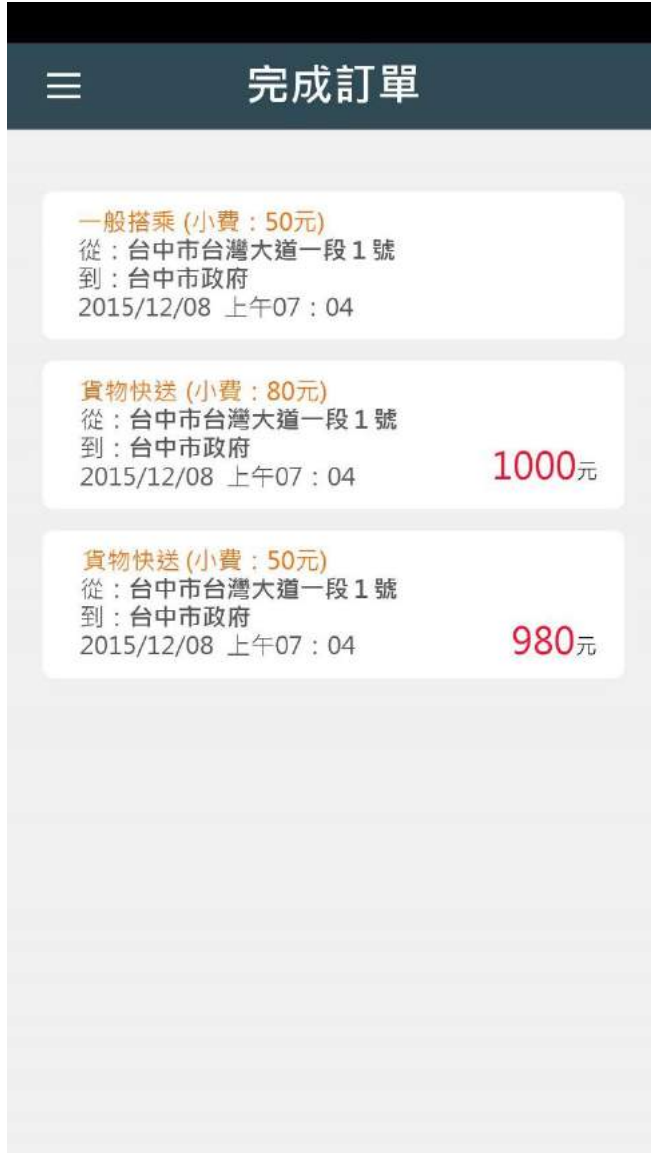 完成訂單
一般搭乘 (小費：50元)
從：台中市台灣大道一段1號
到：台中市政府
2015/12/08 上午07：04
貨物快送 (小費：80元)
從：台中市台灣大道一段1號
到：台中市政府
2015/12/08 上午07：04 1000元
貨物快送 (小費：50元)
從：台中市台灣大道一段1號
到：台中市政府
2015/12/08 上午07：04 980元